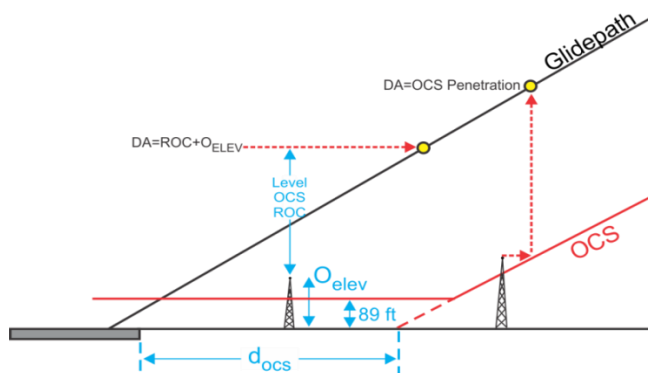 Glidepath
DA=OCS Penetration
DA=ROC+OELEV
Level
OCS
ROC
OCS
Oelev
89 ft
dOCS